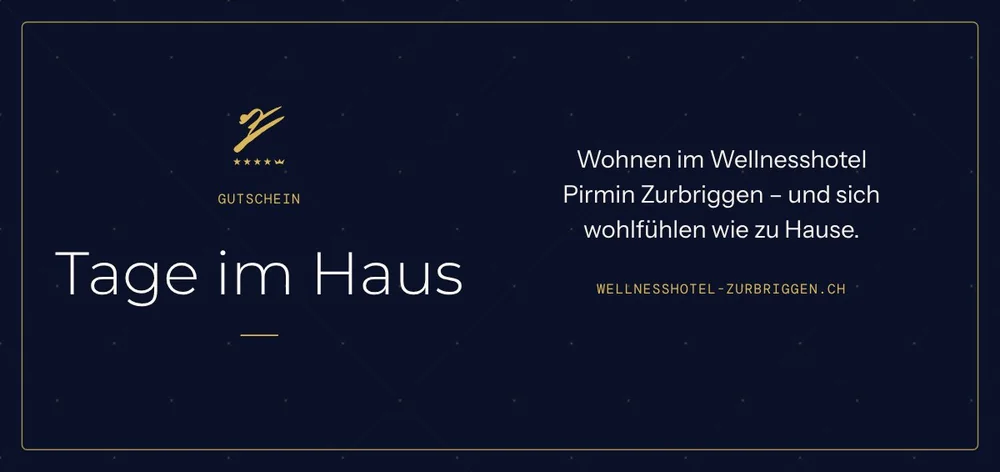 GUTSCHEIN
Tage im Haus
Wohnen im Wellnesshotel
Pirmin Zurbriggen – und sich
wohlfühlen wie zu Hause.
WELLNESSHOTEL-ZURBRIGGEN.CH